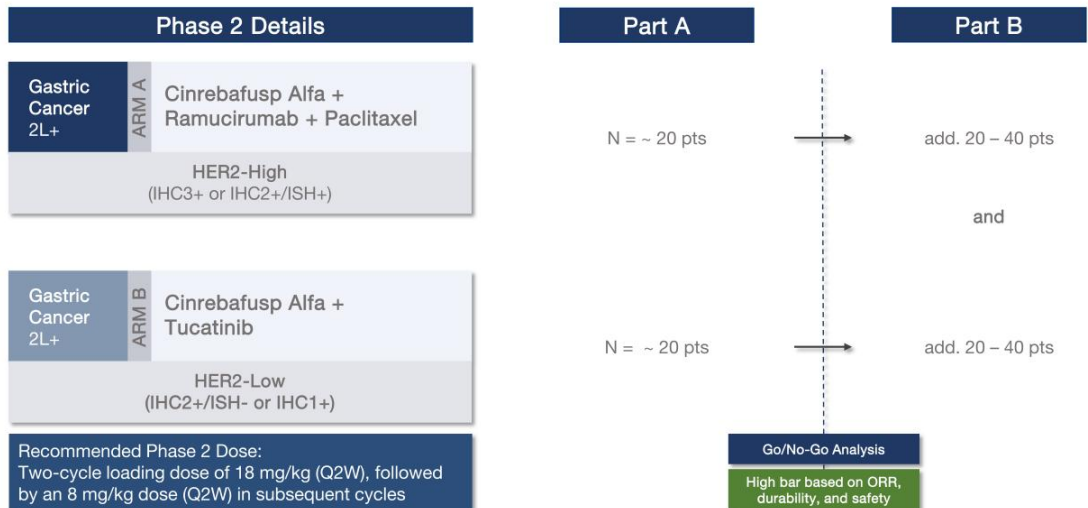 Phase 2 Details
Part A
Part B
Gastric
Cancer
2L+
ARM A
Cinrebafusp Alfa +
Ramucirumab + Paclitaxel
HER2-High
(IHC3+ or IHC2+/ISH+)
N = ~ 20 pts
add. 20 – 40 pts
and
Gastric
Cancer
2L+
ARM B
Cinrebafusp Alfa +
Tucatinib
HER2-Low
(IHC2+/ISH- or IHC1+)
N = ~ 20 pts
add. 20 – 40 pts
Recommended Phase 2 Dose:
Two-cycle loading dose of 18 mg/kg (Q2W), followed
by an 8 mg/kg dose (Q2W) in subsequent cycles
Go/No-Go Analysis
High bar based on ORR,
durability, and safety